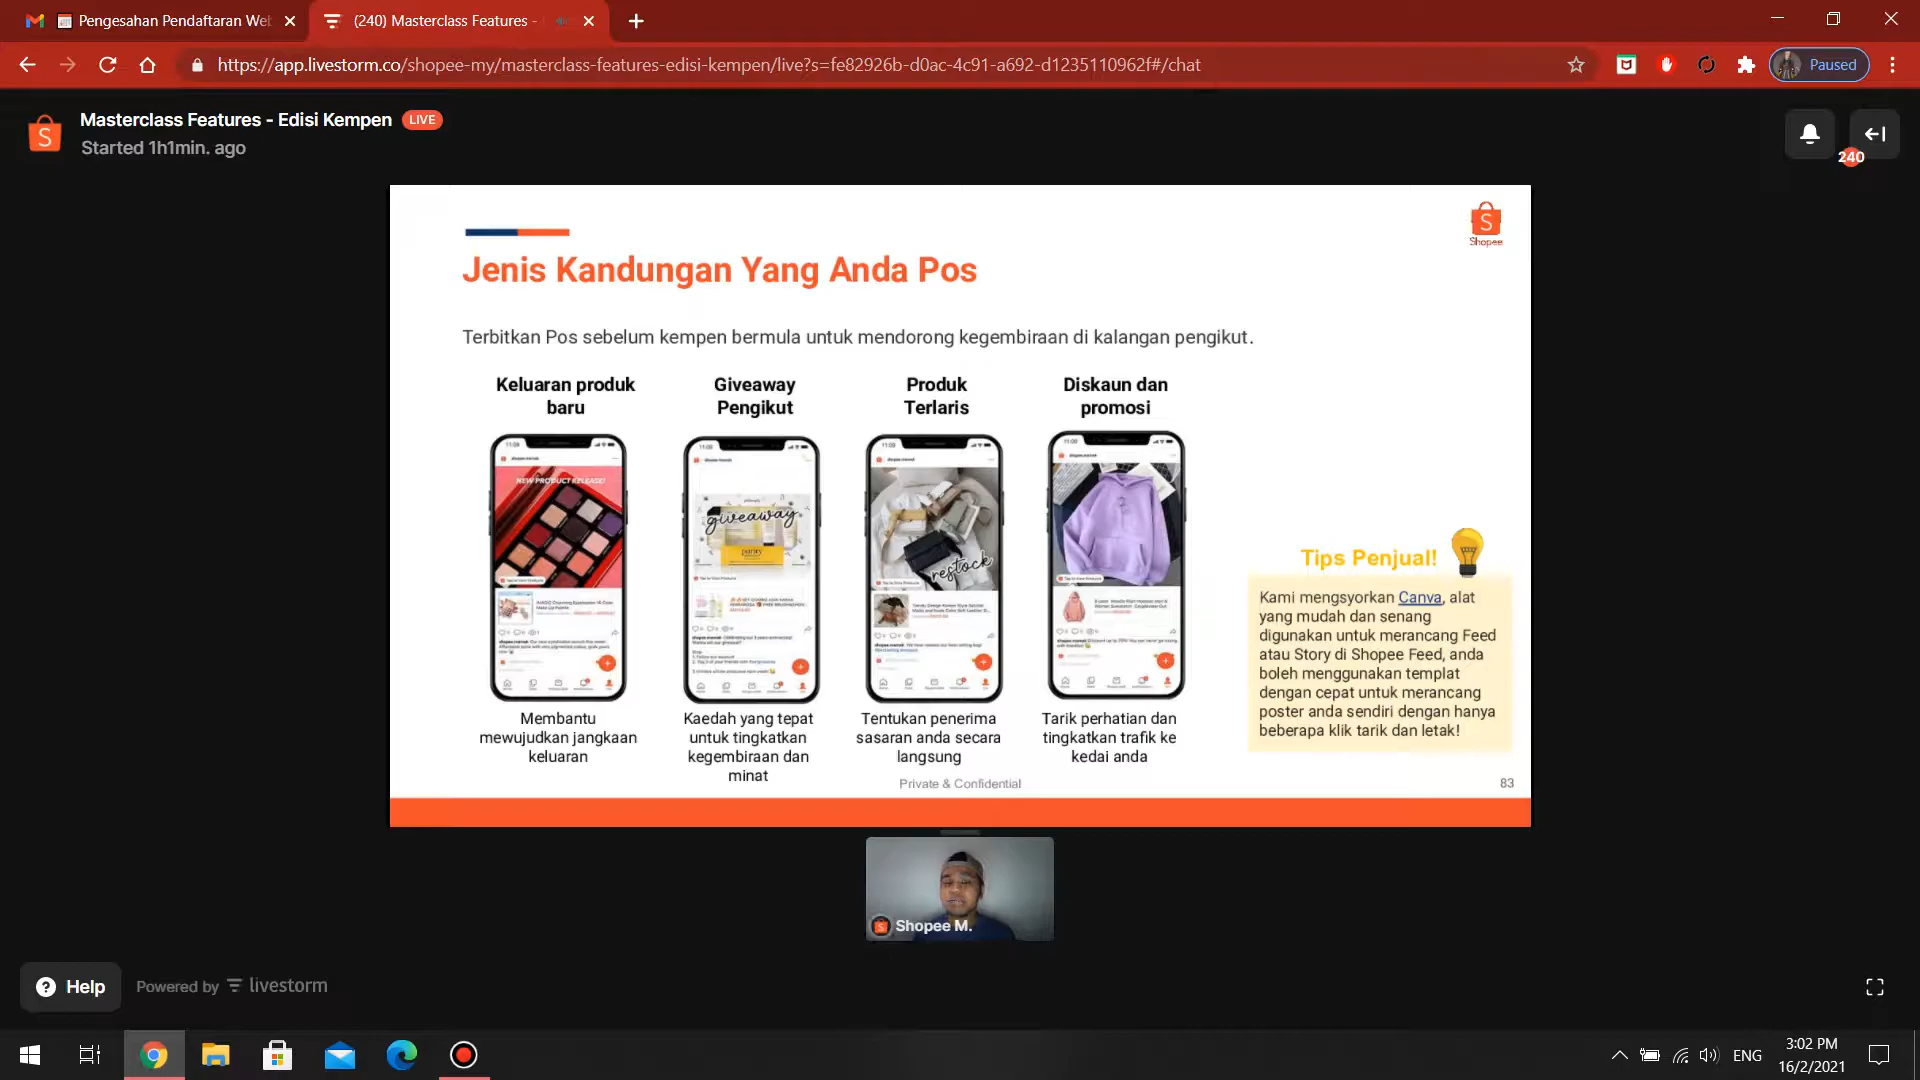 Pengesahan Pendaftaran Wel
(240) Masterclass Features -
https://app.livestorm.co/shopee-my/masterclass-features-edisi-kempen/live?s=fe82926b-d0ac-4c91-a692-d1235110962f#/chat
Paused
Masterclass Features - Edisi Kempen LIVE
Started 1h1min. ago
240
Shopee
Jenis Kandungan Yang Anda Pos
Terbitkan Pos sebelum kempen bermula untuk mendorong kegembiraan di kalangan pengikut.
Keluaran produk
baru
NEW PRODUCT RELEASE!
Membantu
mewujudkan jangkaan
keluaran
Giveaway
Pengikut
giveaway
Kaedah yang tepat
untuk tingkatkan
kegembiraan dan
minat
Produk
Terlaris
restock
Tentukan penerima
sasaran anda secara
langsung
Diskaun dan
promosi
Tarik perhatian dan
tingkatkan trafik ke
kedai anda
Tips Penjual!
Kami mengsyorkan Canva, alat
yang mudah dan senang
digunakan untuk merancang Feed
atau Story di Shopee Feed, anda
boleh menggunakan templat
dengan cepat untuk merancang
poster anda sendiri dengan hanya
beberapa klik tarik dan letak!
Private & Confidential
83
Shopee M.
Help
Powered by livestorm
ENG
3:02 PM
16/2/2021